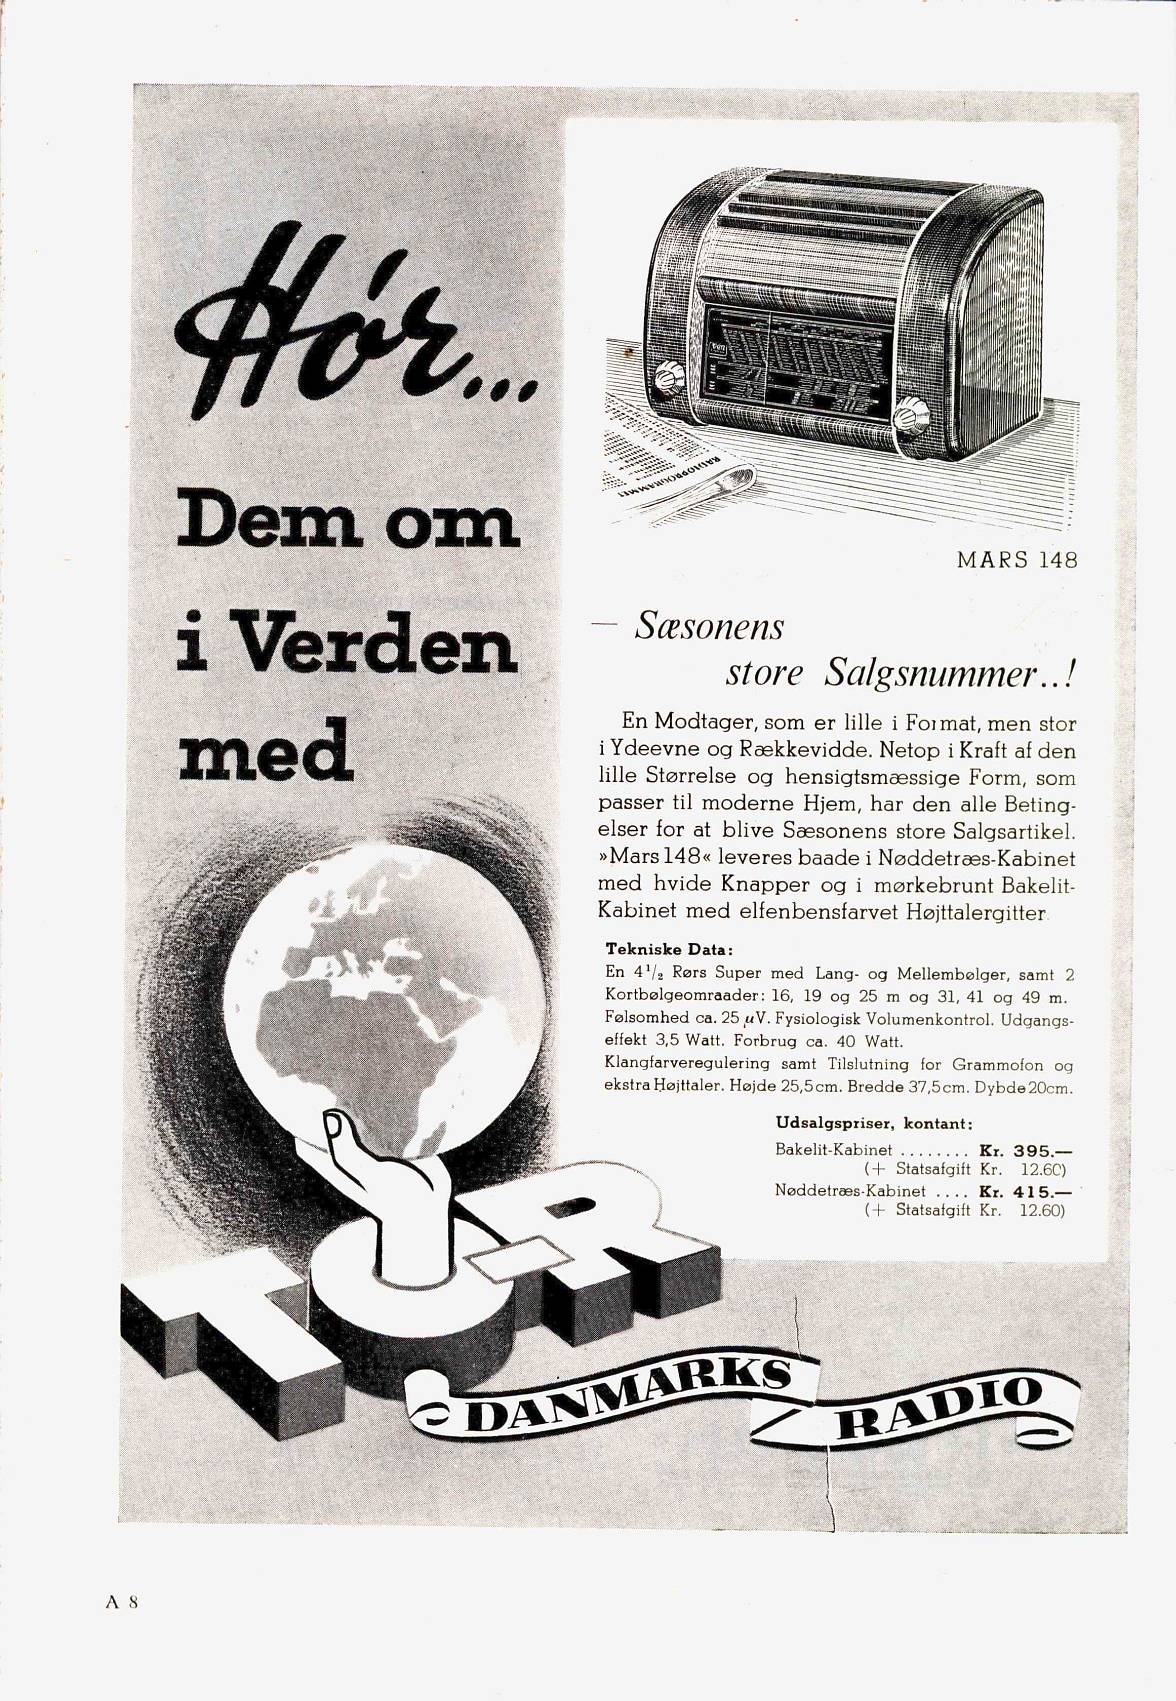 Hør...
Dem om
i Verden
med
RADIOPROGRAMMET
MARS 148
— Sæsonens
store Salgsnummer..!
En Modtager, som er lille i Format, men stor
i Ydeevne og Rækkevidde. Netop i Kraft af den
lille Størrelse og hensigtsmæssige Form, som
passer til moderne Hjem, har den alle Beting-
elser for at blive Sæsonens store Salgsartikel.
»Mars 148« leveres baade i Nøddetræs-Kabinet
med hvide Knapper og i mørkebrunt Bakelit-
Kabinet med elfenbensfarvet Højttalergitter.
Tekniske Data:
En 4¹/₂ Rørs Super med Lang- og Mellembølger, samt 2
Kortbølgeomraader: 16, 19 og 25 m og 31, 41 og 49 m.
Følsomhed ca. 25 µV. Fysiologisk Volumenkontrol. Udgangs-
effekt 3,5 Watt. Forbrug ca. 40 Watt.
Klangfarveregulering samt Tilslutning for Grammofon og
ekstra Højttaler. Højde 25,5 cm. Bredde 37,5 cm. Dybde 20 cm.
Udsalgspriser, kontant:
Bakelit-Kabinet ........ Kr. 395.—
(+ Statsafgift Kr. 12.60)
Nøddetræs-Kabinet .... Kr. 415.—
(+ Statsafgift Kr. 12.60)
TO-R
DANMARKS
RADIO
A 8